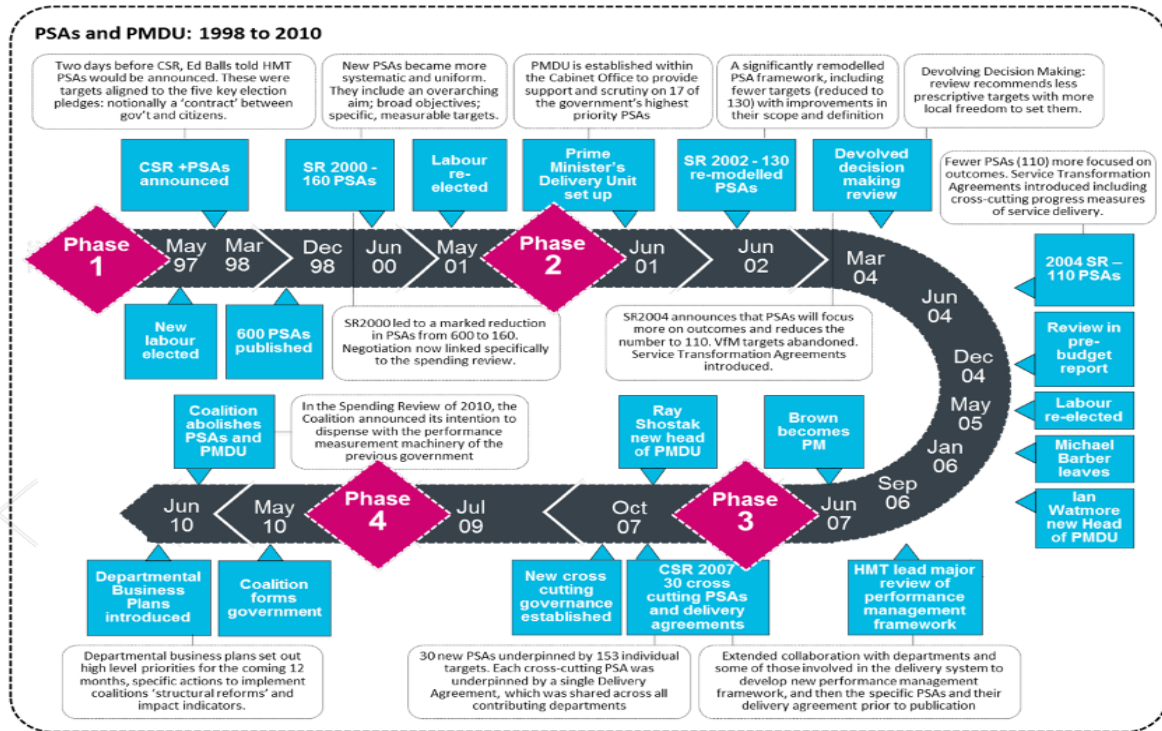 PSAs and PMDU: 1998 to 2010
Two days before CSR, Ed Balls told HMT
PSAs would be announced. These were
targets aligned to the five key election
pledges: notionally a ‘contract’ between
gov’t and citizens.
New PSAs became more
systematic and uniform.
They include an overarching
aim; broad objectives;
specific, measurable targets.
PMDU is established within
the Cabinet Office to provide
support and scrutiny on 17
of the government’s highest
priority PSAs
A significantly remodelled
PSA framework, including
fewer targets (reduced to
130) with improvements in
their scope and definition
Devolving Decision Making:
review recommends less
prescriptive targets with more
local freedom to set them.
CSR +PSAs
announced
SR 2000 -
160 PSAs
Labour
re-
elected
Prime
Minister’s
Delivery Unit
set up
SR 2002 - 130
re-modelled
PSAs
Devolved
decision
making
review
Fewer PSAs (110) more focused on
outcomes. Service Transformation
Agreements introduced including
cross-cutting progress measures
of service delivery.
Phase
1
May
97
Mar
98
Dec
98
Jun
00
May
01
Phase
2
Jun
01
Jun
02
Mar
04
Jun
04
Dec
04
May
05
Jan
06
Sep
06
Jun
07
2004 SR –
110 PSAs
Review in
pre-
budget
report
Labour
re-elected
Michael
Barber
leaves
Ian
Watmore
new Head
of PMDU
New
labour
elected
600 PSAs
published
SR2000 led to a marked reduction
in PSAs from 600 to 160.
Negotiation now linked specifically
to the spending review.
SR2004 announces that PSAs will focus
more on outcomes and reduces the
number to 110. VfM targets abandoned.
Service Transformation Agreements
introduced.
Coalition
abolishes
PSAs and
PMDU
In the Spending Review of 2010, the
Coalition announced its intention to
dispense with the performance
measurement machinery of the
previous government
Ray
Shostak
new head
of PMDU
Brown
becomes
PM
Jun
10
May
10
Phase
4
Jul
09
Oct
07
Phase
3
Departmental
Business
Plans
introduced
Coalition
forms
government
New cross
cutting
governance
established
CSR 2007
30 cross
cutting PSAs
and delivery
agreements
HMT lead major
review of
performance
management
framework
Departmental business plans set out
high level priorities for the coming 12
months, specific actions to implement
coalitions ‘structural reforms’ and
impact indicators.
30 new PSAs underpinned by 153 individual
targets. Each cross-cutting PSA was
underpinned by a single Delivery
Agreement, which was shared across all
contributing departments
Extended collaboration with departments and
some of those involved in the delivery system to
develop new performance management
framework, and then the specific PSAs and their
delivery agreement prior to publication